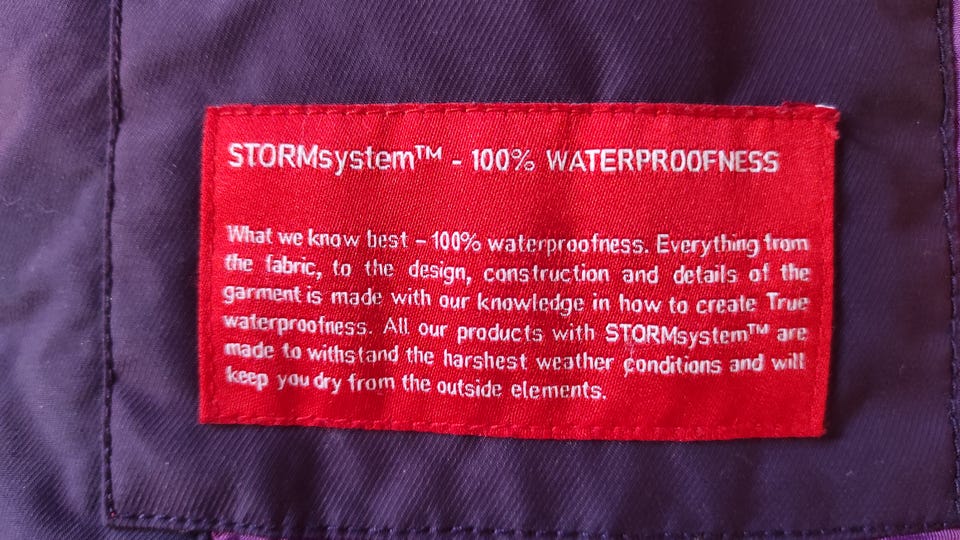 STORMsystem™ - 100% WATERPROOFNESS
What we know best – 100% waterproofness. Everything from
the fabric, to the design, construction and details of the
garment is made with our knowledge in how to create True
waterproofness. All our products with STORMsystem™ are
made to withstand the harshest weather conditions and will
keep you dry from the outside elements.